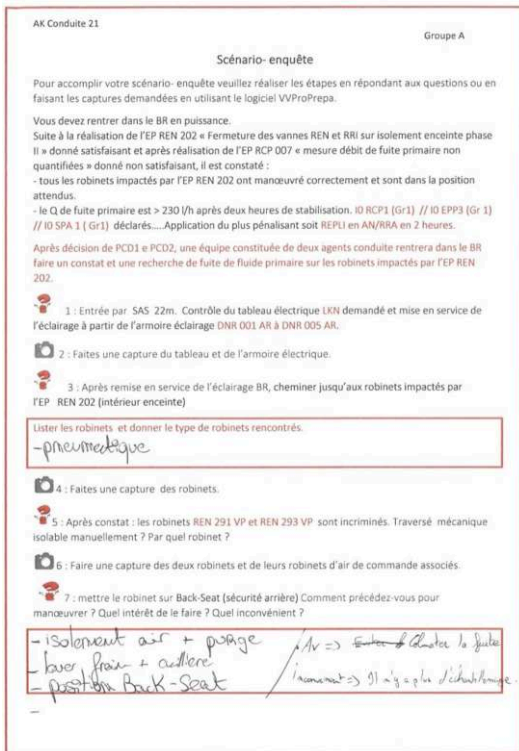 AK Conduite 21
Groupe A
Scénario- enquête
Pour accomplir votre scénario- enquête veuillez réaliser les étapes en répondant aux questions ou en
faisant les captures demandées en utilisant le logiciel VVProPrepa.
Vous devez rentrer dans le BR en puissance.
Suite à la réalisation de l'EP REN 202 « Fermeture des vannes REN et RRI sur isolement enceinte phase
II » donné satisfaisant et après réalisation de l'EP RCP 007 « mesure débit de fuite primaire non
quantifiées » donné non satisfaisant, il est constaté :
- tous les robinets impactés par l'EP REN 202 ont manœuvré correctement et sont dans la position
attendus.
- le Q de fuite primaire est > 230 l/h après deux heures de stabilisation. I0 RCP1 (Gr1) // I0 EPP3 (Gr 1)
// I0 SPA 1 ( Gr1) déclarés.....Application du plus pénalisant soit REPLI en AN/RRA en 2 heures.
Après décision de PCD1 e PCD2, une équipe constituée de deux agents conduite rentrera dans le BR
faire un constat et une recherche de fuite de fluide primaire sur les robinets impactés par l'EP REN
202.
1 : Entrée par SAS 22m. Contrôle du tableau électrique LKN demandé et mise en service de
l'éclairage à partir de l'armoire éclairage DNR 001 AR à DNR 005 AR.
2 : Faites une capture du tableau et de l'armoire électrique.
3 : Après remise en service de l'éclairage BR, cheminer jusqu'aux robinets impactés par
l'EP REN 202 (intérieur enceinte)
Lister les robinets et donner le type de robinets rencontrés.
-pneumatique
4 : Faites une capture des robinets.
5 : Après constat : les robinets REN 291 VP et REN 293 VP sont incriminés. Traversé mécanique
isolable manuellement ? Par quel robinet ?
6 : Faire une capture des deux robinets et de leurs robinets d'air de commande associés.
7 : mettre le robinet sur Back-Seat (sécurité arrière) Comment précédez-vous pour
manœuvrer ? Quel intérêt de le faire ? Quel inconvénient ?
- isolement air + purge
- lever frein +
- position Back-Seat
-
Av => Colmater la fuite
=> Il n'y a plus d'échantillonnage.